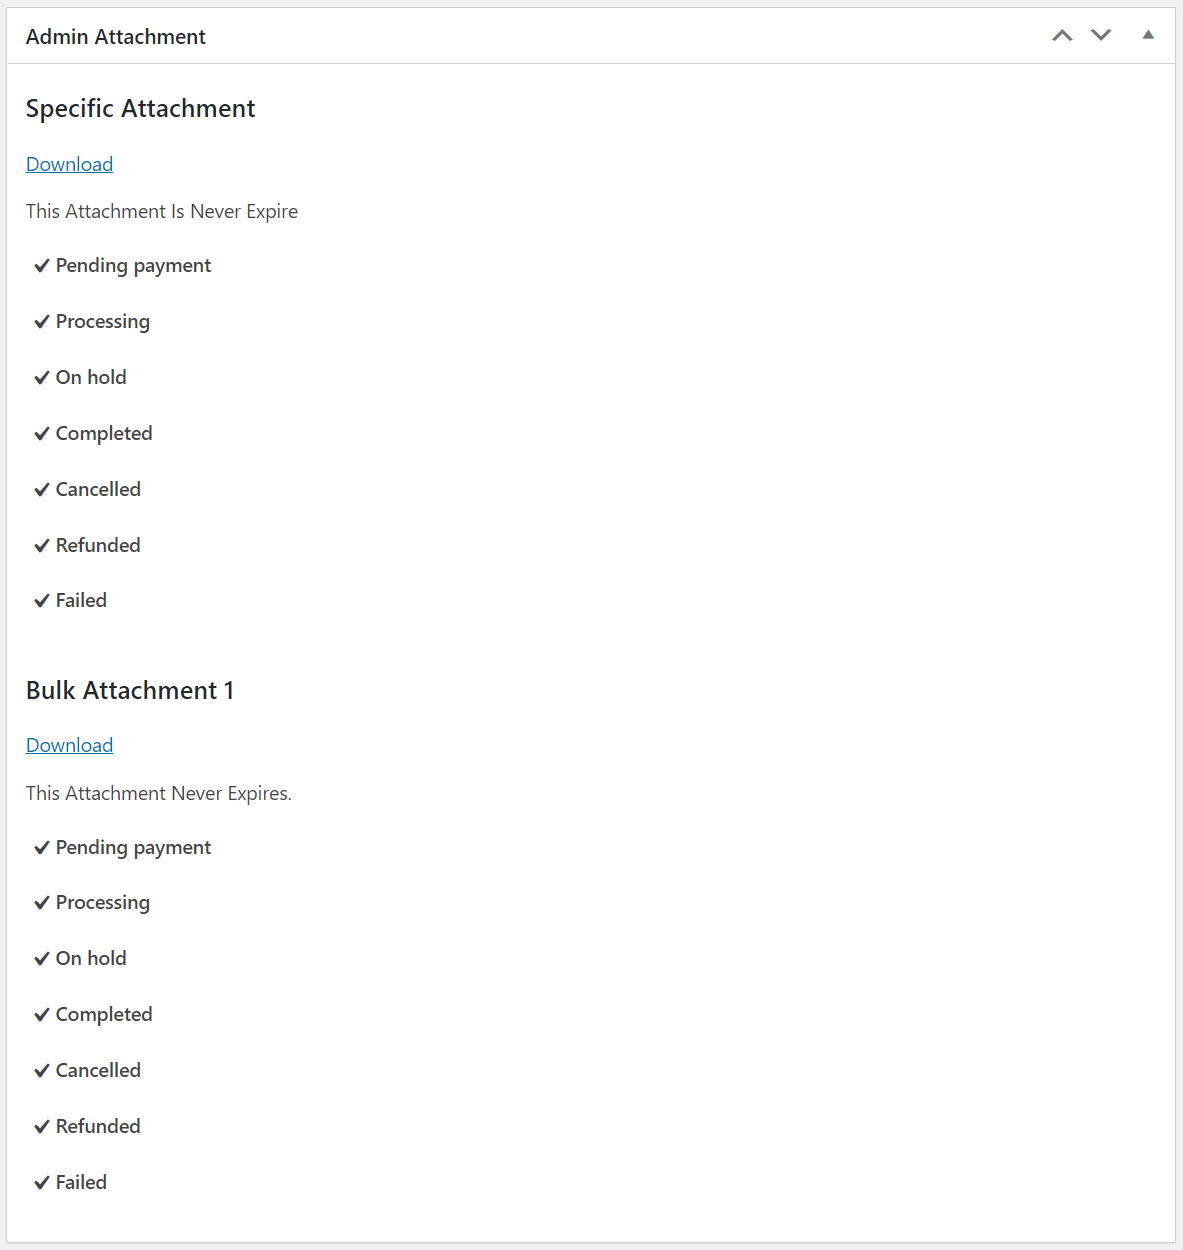 Admin Attachment
Specific Attachment
Download
This Attachment Is Never Expire
✔ Pending payment
✔ Processing
✔ On hold
✔ Completed
✔ Cancelled
✔ Refunded
✔ Failed
Bulk Attachment 1
Download
This Attachment Never Expires.
✔ Pending payment
✔ Processing
✔ On hold
✔ Completed
✔ Cancelled
✔ Refunded
✔ Failed